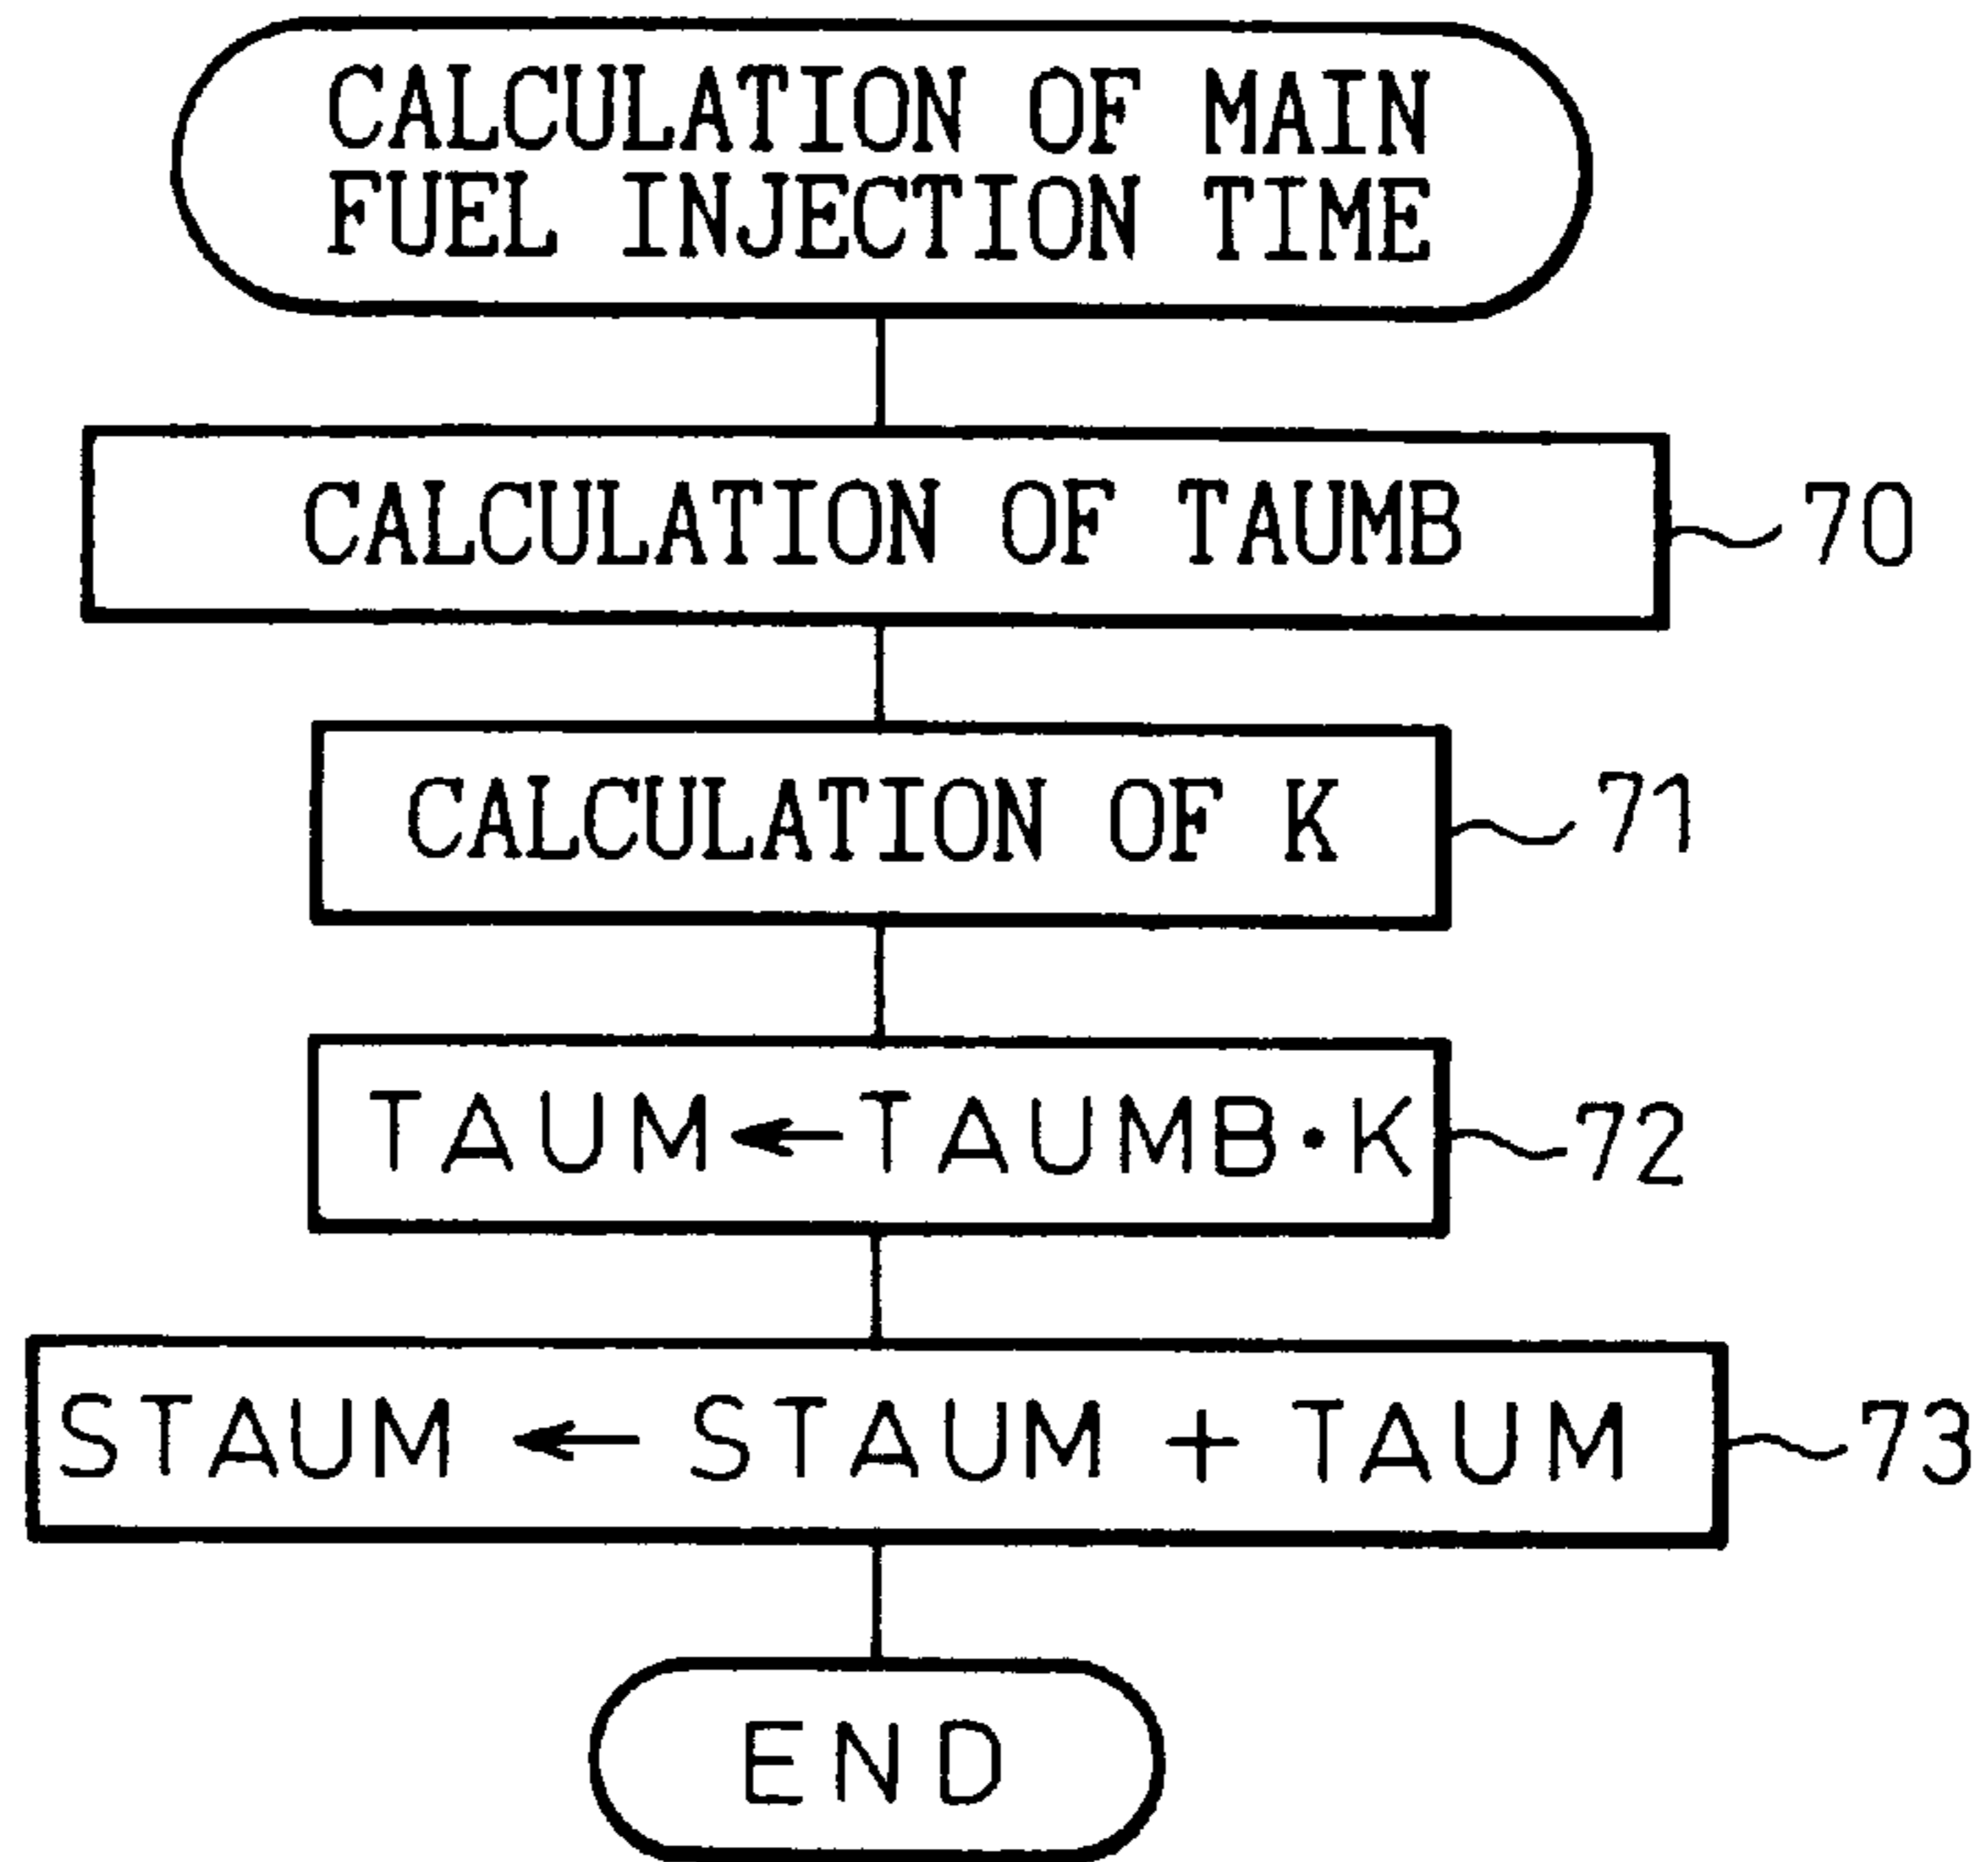 CALCULATION OF MAIN
FUEL INJECTION TIME
CALCULATION OF TAUMB
70
CALCULATION OF K
71
TAUM ← TAUMB・K
72
STAUM ← STAUM + TAUM
73
END